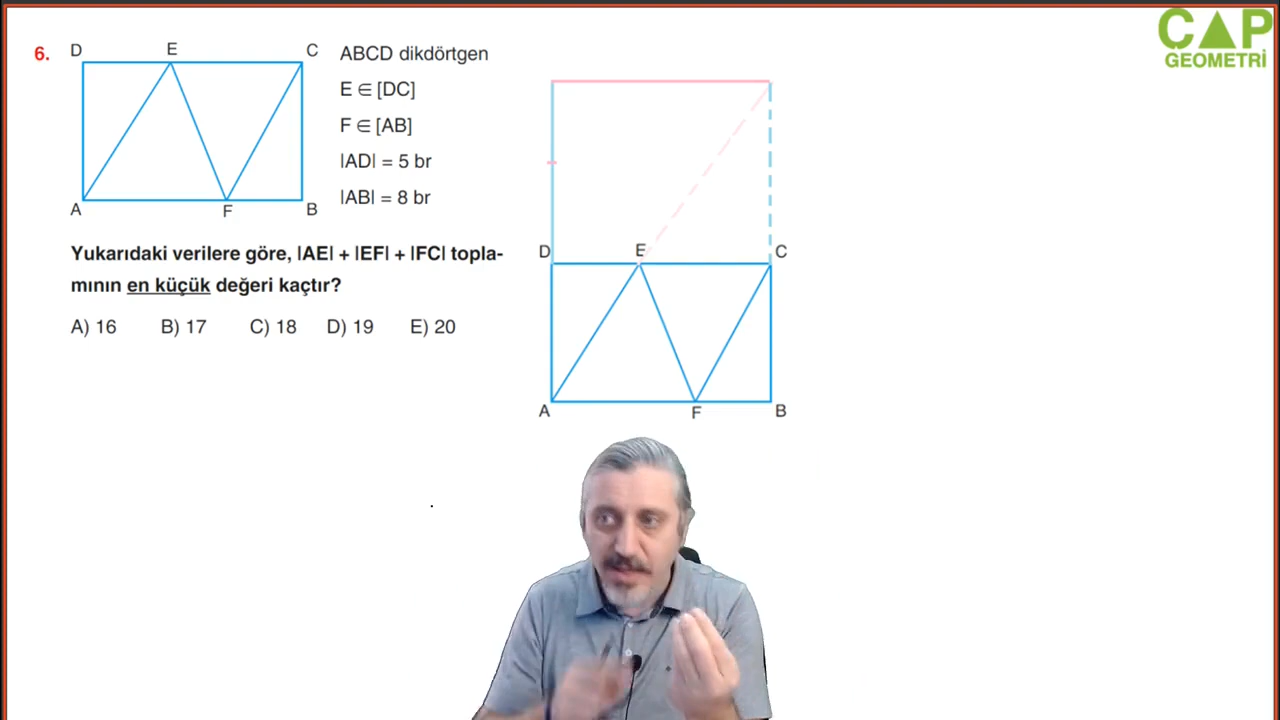 CAP
GEOMETRİ
6.
D E C
A F B
ABCD dikdörtgen
E ∈ [DC]
F ∈ [AB]
|AD| = 5 br
|AB| = 8 br
Yukarıdaki verilere göre, |AE| + |EF| + |FC| topla-
mının en küçük değeri kaçtır?
A) 16 B) 17 C) 18 D) 19 E) 20
D E C
A F B